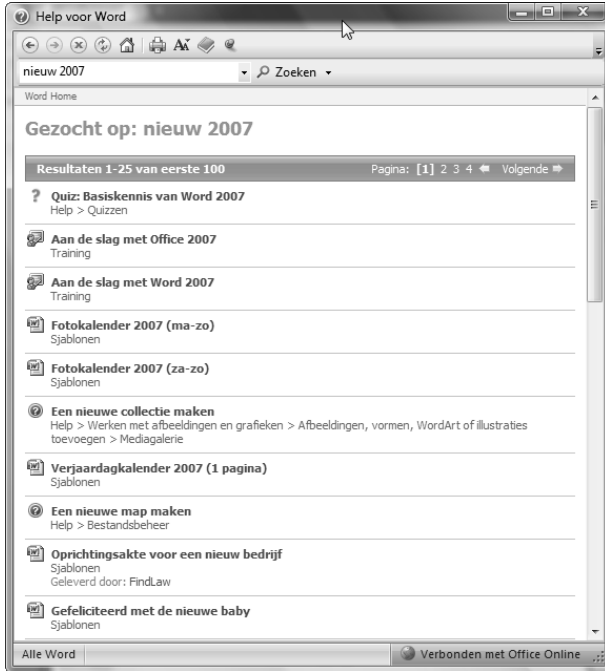 Help voor Word
nieuw 2007
Zoeken
Word Home
Gezocht op: nieuw 2007
Resultaten 1-25 van eerste 100 Pagina: [1] 2 3 4 Volgende
Quiz: Basiskennis van Word 2007
Help > Quizzen
Aan de slag met Office 2007
Training
Aan de slag met Word 2007
Training
Fotokalender 2007 (ma-zo)
Sjablonen
Fotokalender 2007 (za-zo)
Sjablonen
Een nieuwe collectie maken
Help > Werken met afbeeldingen en grafieken > Afbeeldingen, vormen, WordArt of illustraties
toevoegen > Mediagalerie
Verjaardagkalender 2007 (1 pagina)
Sjablonen
Een nieuwe map maken
Help > Bestandsbeheer
Oprichtingsakte voor een nieuw bedrijf
Sjablonen
Geleverd door: FindLaw
Gefeliciteerd met de nieuwe baby
Sjablonen
Alle Word
Verbonden met Office Online